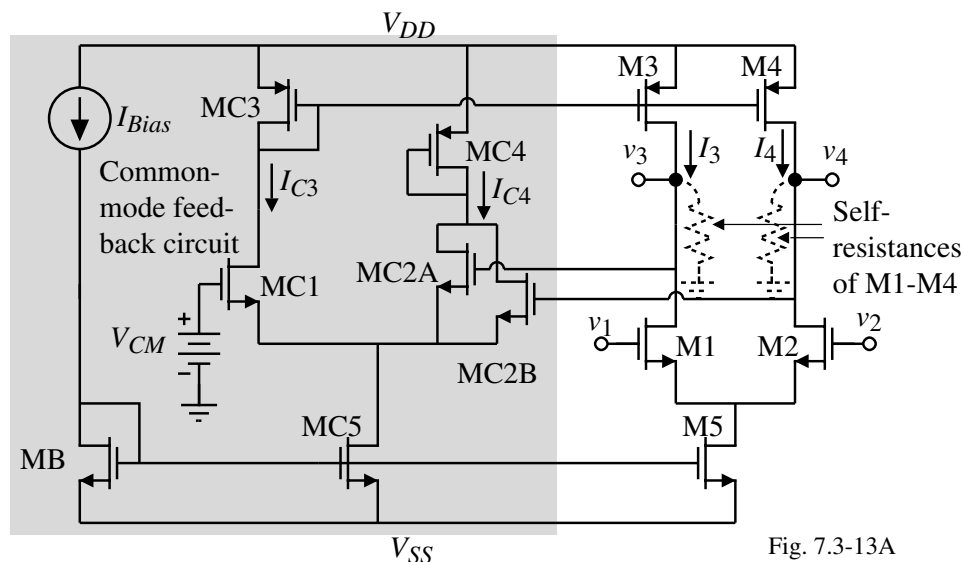 V_DD
M3
M4
MC3
I_Bias
MC4
v_3
I_3
I_4
v_4
Common-
mode feed-
back circuit
I_C3
I_C4
Self-
resistances
of M1-M4
MC2A
MC1
+
V_CM
−
v_1
v_2
M1
M2
MC2B
MC5
M5
MB
V_SS
Fig. 7.3-13A